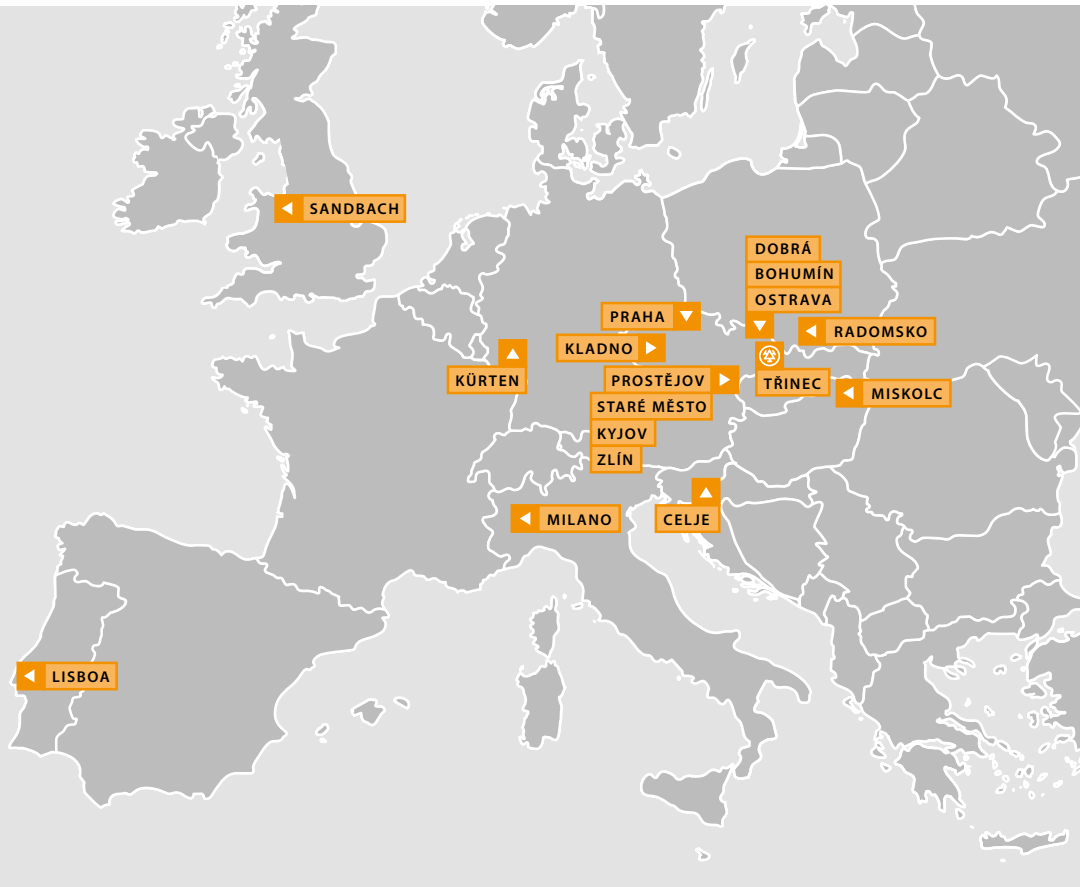 SANDBACH
DOBRÁ
BOHUMÍN
OSTRAVA
PRAHA
RADOMSKO
KLADNO
KÜRTEN
PROSTĚJOV
TŘINEC
MISKOLC
STARÉ MĚSTO
KYJOV
ZLÍN
MILANO
CELJE
LISBOA